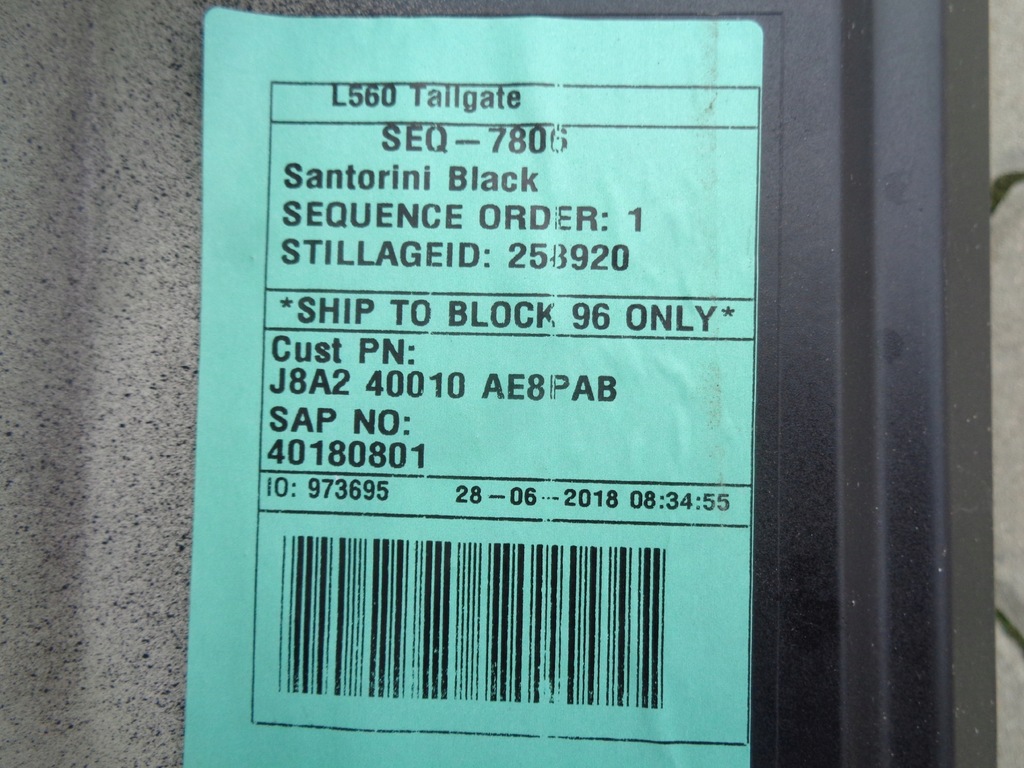 L560 Tailgate
SEQ-7806
Santorini Black
SEQUENCE ORDER: 1
STILLAGEID: 258920
*SHIP TO BLOCK 96 ONLY*
Cust PN:
J8A2 40010 AE8PAB
SAP NO:
40180801
IO: 973695 28-06-2018 08:34:55